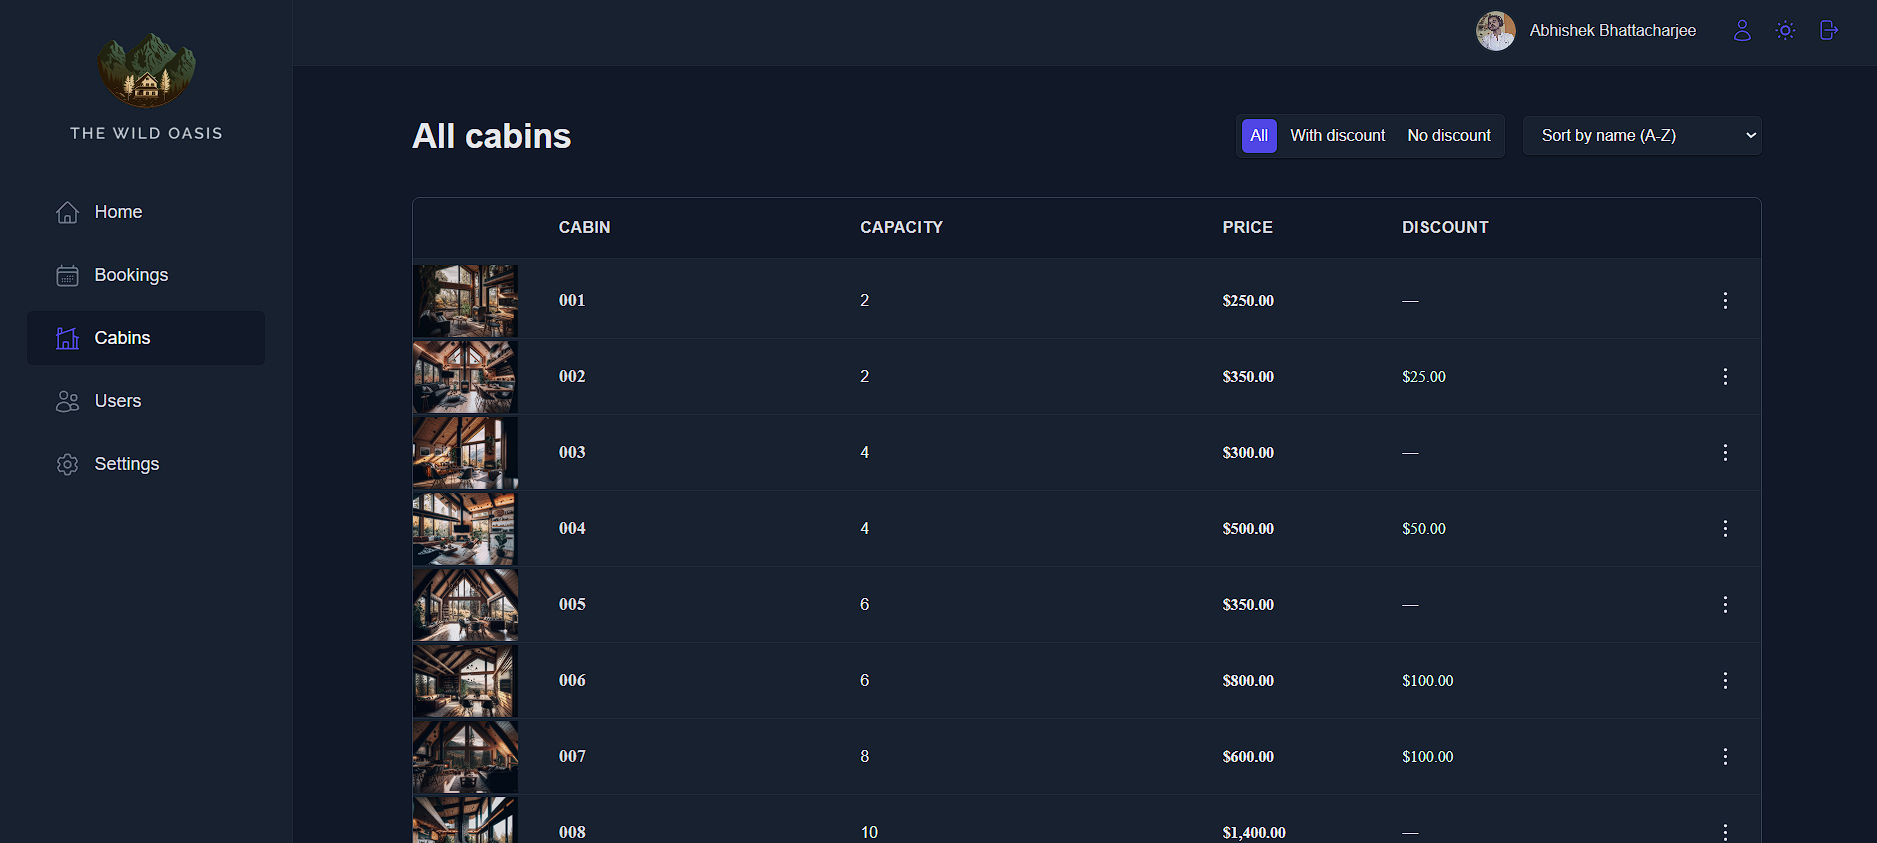 THE WILD OASIS
Home
Bookings
Cabins
Users
Settings
Abhishek Bhattacharjee
All cabins
All With discount No discount
Sort by name (A-Z)
CABIN CAPACITY PRICE DISCOUNT
001 2 $250.00 —
002 2 $350.00 $25.00
003 4 $300.00 —
004 4 $500.00 $50.00
005 6 $350.00 —
006 6 $800.00 $100.00
007 8 $600.00 $100.00
008 10 $1,400.00 —